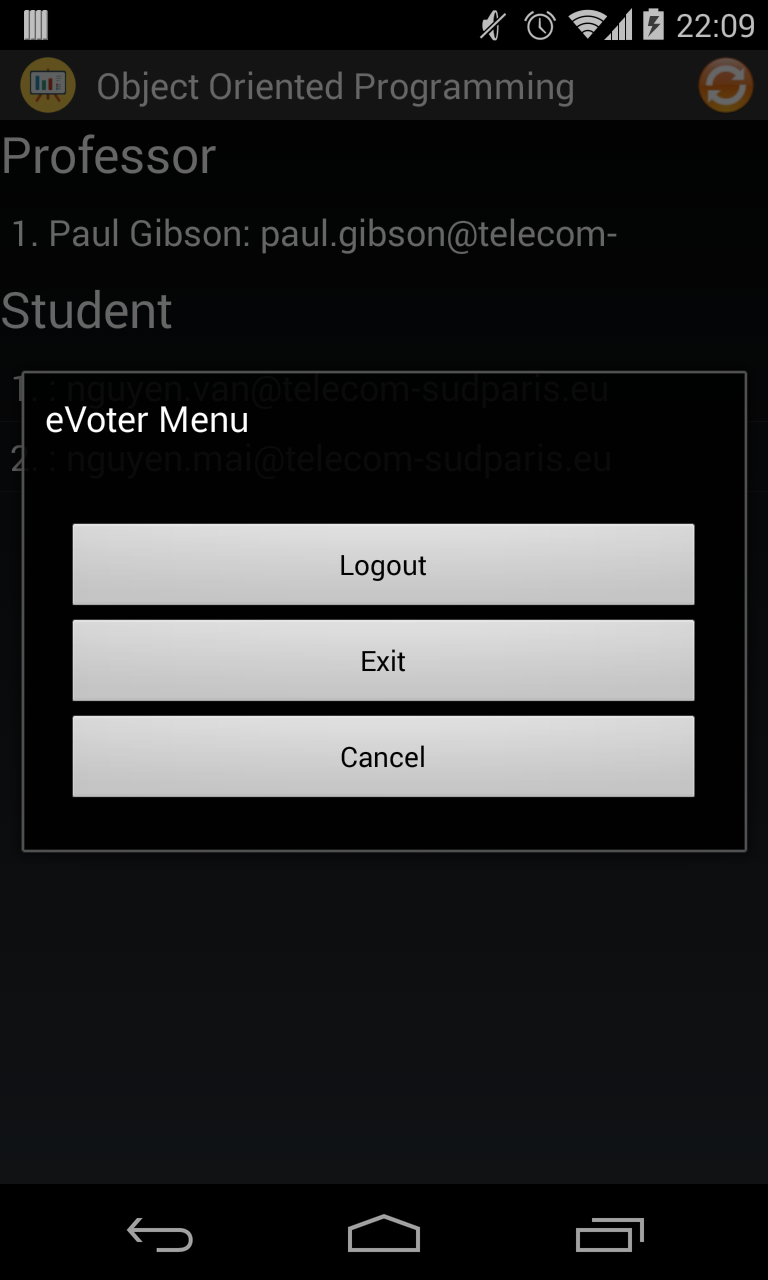 22:09
Object Oriented Programming
Professor
1. Paul Gibson: paul.gibson@telecom-
Student
1. : nguyen.van@telecom-sudparis.eu
eVoter Menu
2. : nguyen.mai@telecom-sudparis.eu
Logout
Exit
Cancel